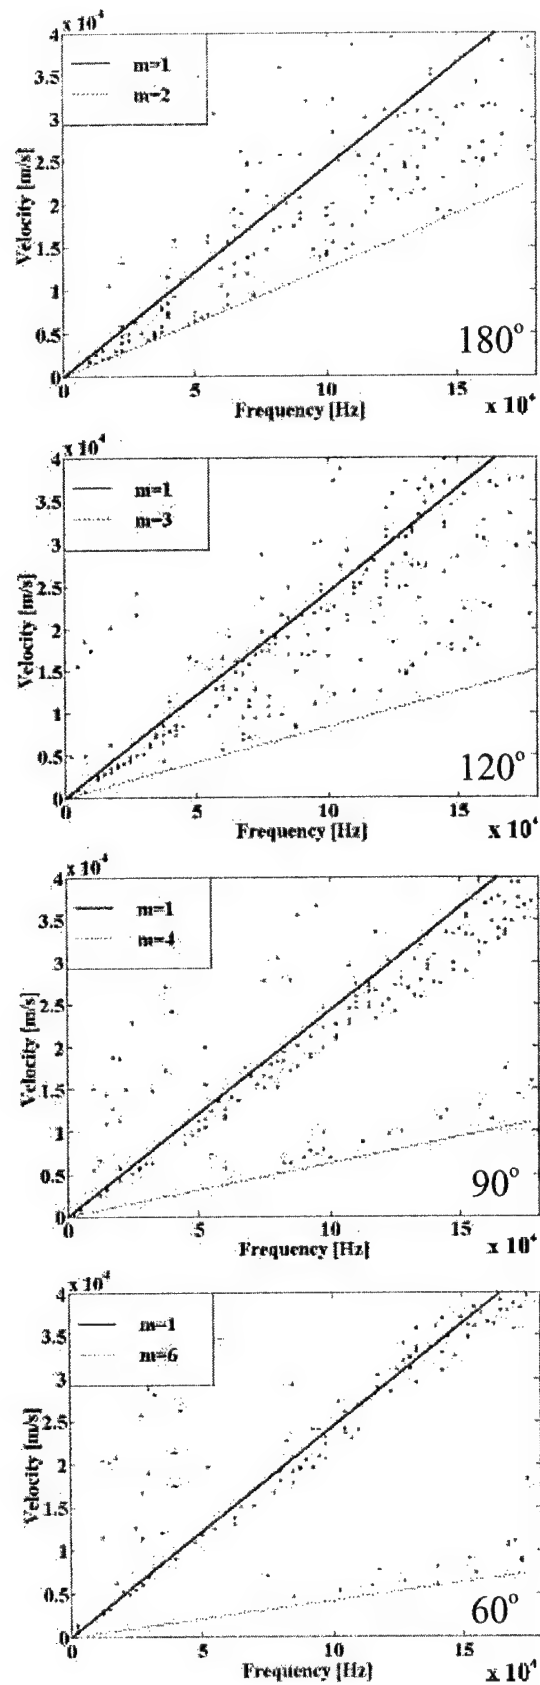 x 10⁴
4
3.5
3
2.5
2
1.5
1
0.5
0
Velocity [m/s]
m=1
m=2
180°
0 5 10 15
Frequency [Hz] x 10⁴
x 10⁴
4
3.5
3
2.5
2
1.5
1
0.5
0
Velocity [m/s]
m=1
m=3
120°
0 5 10 15
Frequency [Hz] x 10⁴
x 10⁴
4
3.5
3
2.5
2
1.5
1
0.5
0
Velocity [m/s]
m=1
m=4
90°
0 5 10 15
Frequency [Hz] x 10⁴
x 10⁴
4
3.5
3
2.5
2
1.5
1
0.5
0
Velocity [m/s]
m=1
m=6
60°
0 5 10 15
Frequency [Hz] x 10⁴